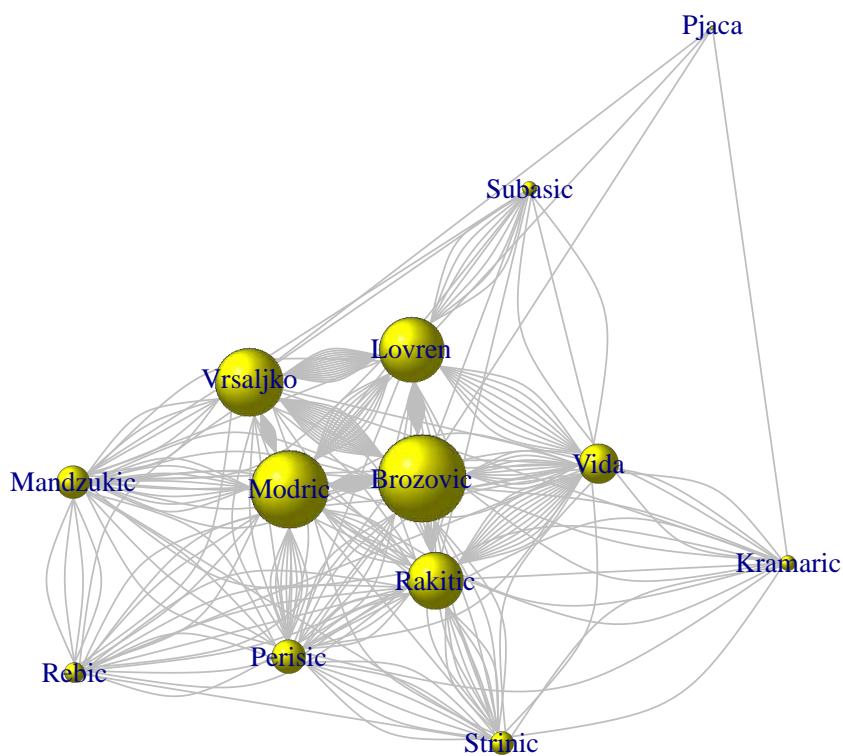 Pjaca
Subasic
Lovren
Vrsaljko
Vida
Brozovic
Mandzukic
Modric
Kramaric
Rakitic
Perisic
Rebic
Strinic